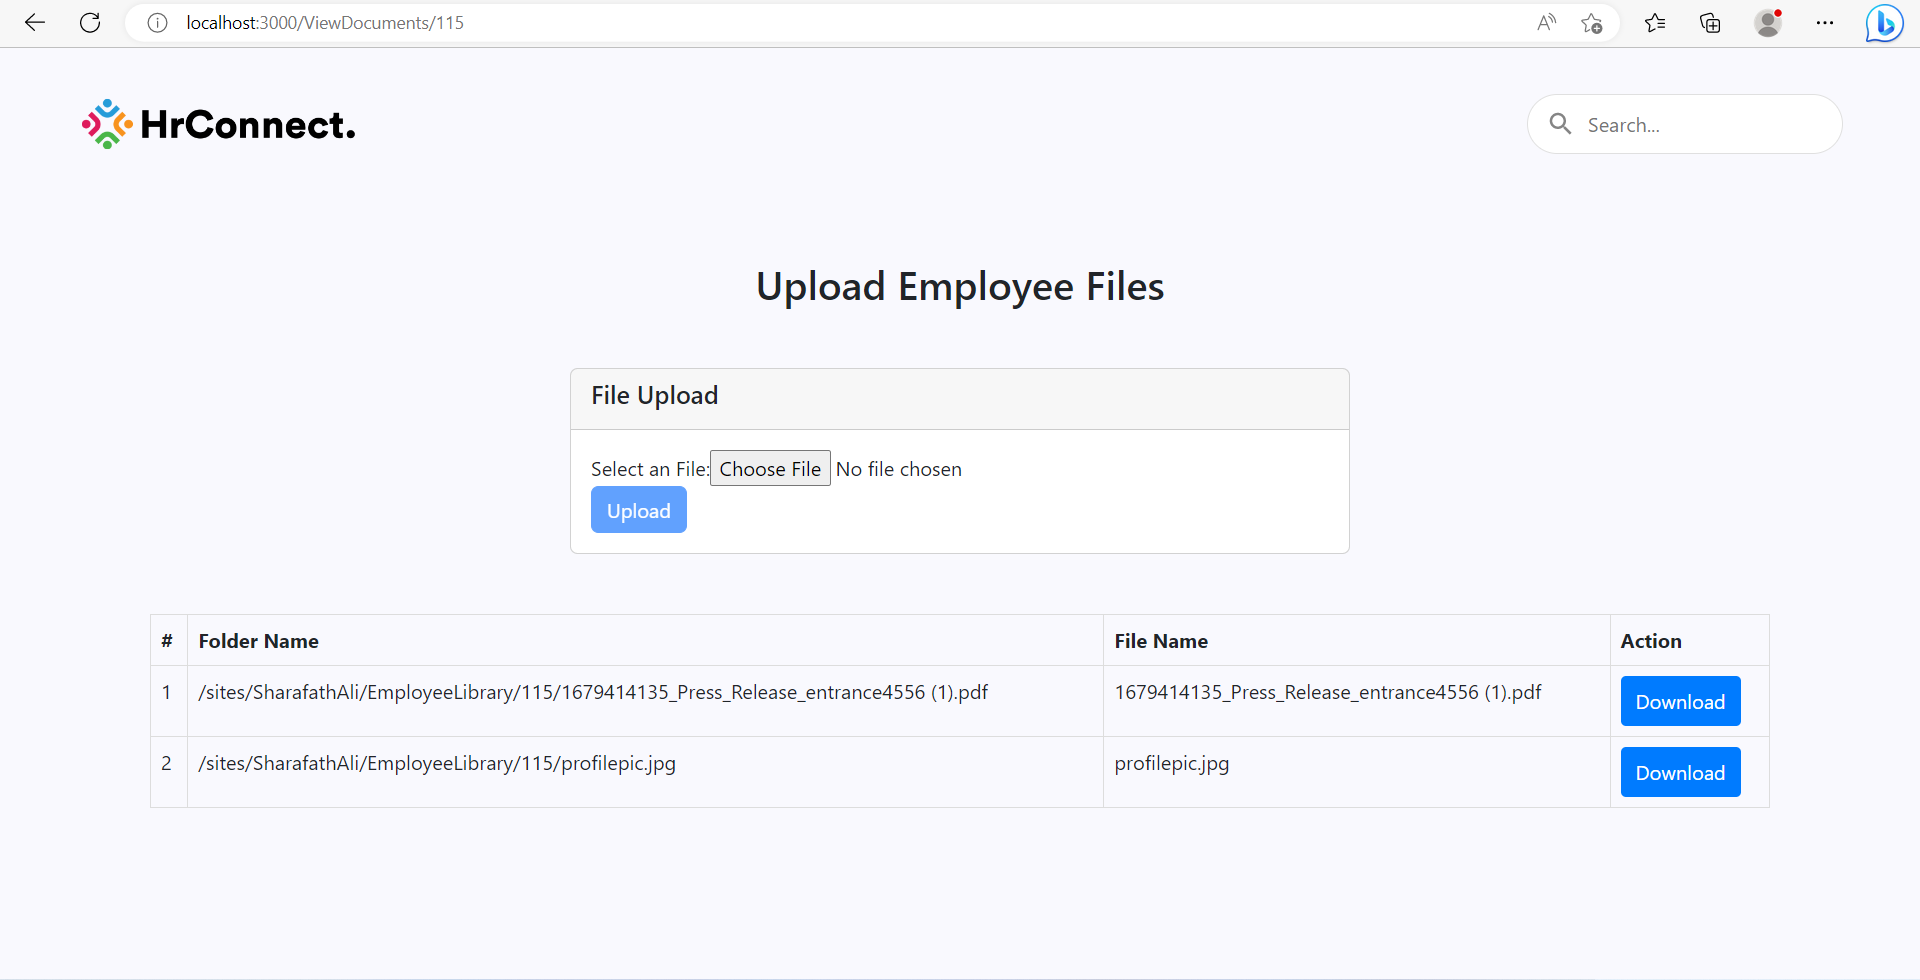 localhost:3000/ViewDocuments/115
HrConnect.
Search...
Upload Employee Files
File Upload
Select an File: Choose File No file chosen
Upload
# Folder Name File Name Action
1 /sites/SharafathAli/EmployeeLibrary/115/1679414135_Press_Release_entrance4556 (1).pdf 1679414135_Press_Release_entrance4556 (1).pdf Download
2 /sites/SharafathAli/EmployeeLibrary/115/profilepic.jpg profilepic.jpg Download